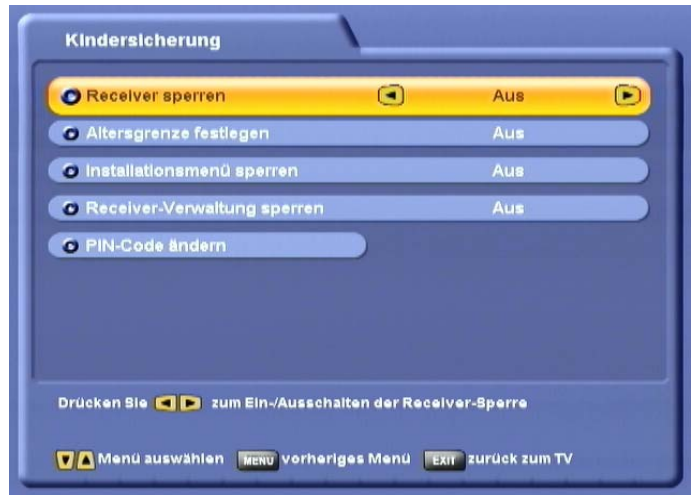 Kindersicherung
Receiver sperren Aus
Altersgrenze festlegen Aus
Installationsmenü sperren Aus
Receiver-Verwaltung sperren Aus
PIN-Code ändern
Drücken Sie zum Ein-/Ausschalten der Receiver-Sperre
Menü auswählen MENU vorheriges Menü EXIT zurück zum TV